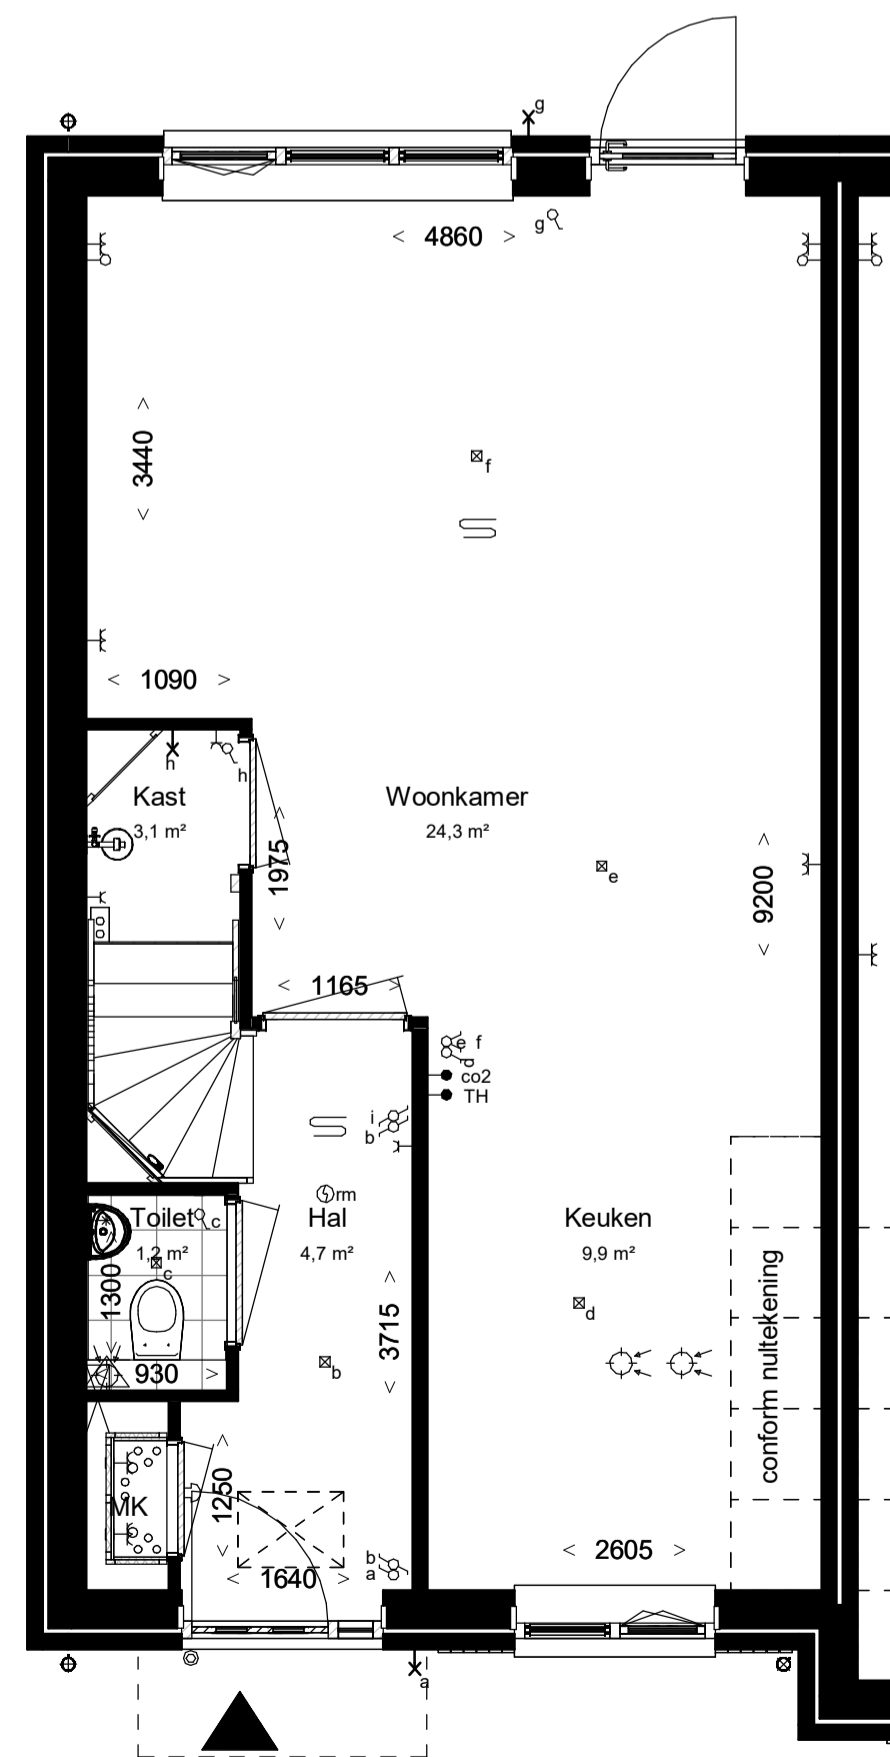 g
4860
g
3440
f
1090
h
h
Kast
3,1 m²
Woonkamer
24,3 m²
1975
e
9200
1165
e f
d
co2
TH
i
b
rm
Toilet
c
1,2 m²
c
Hal
4,7 m²
Keuken
9,9 m²
1300
d
3715
b
930
conform nultekening
MK
1250
2605
b
a
1640
a